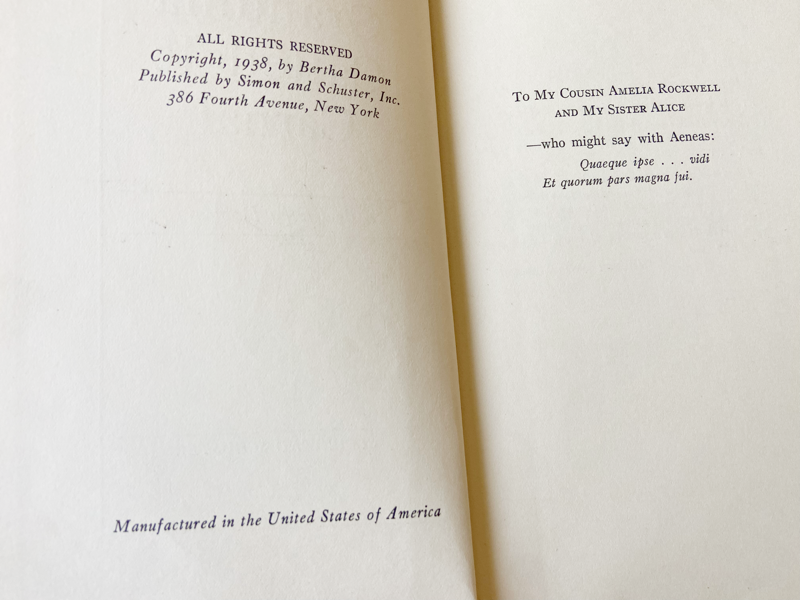 ALL RIGHTS RESERVED
Copyright, 1938, by Bertha Damon
Published by Simon and Schuster, Inc.
386 Fourth Avenue, New York
Manufactured in the United States of America
To My Cousin Amelia Rockwell
and My Sister Alice
—who might say with Aeneas:
Quaeque ipse . . . vidi
Et quorum pars magna fui.